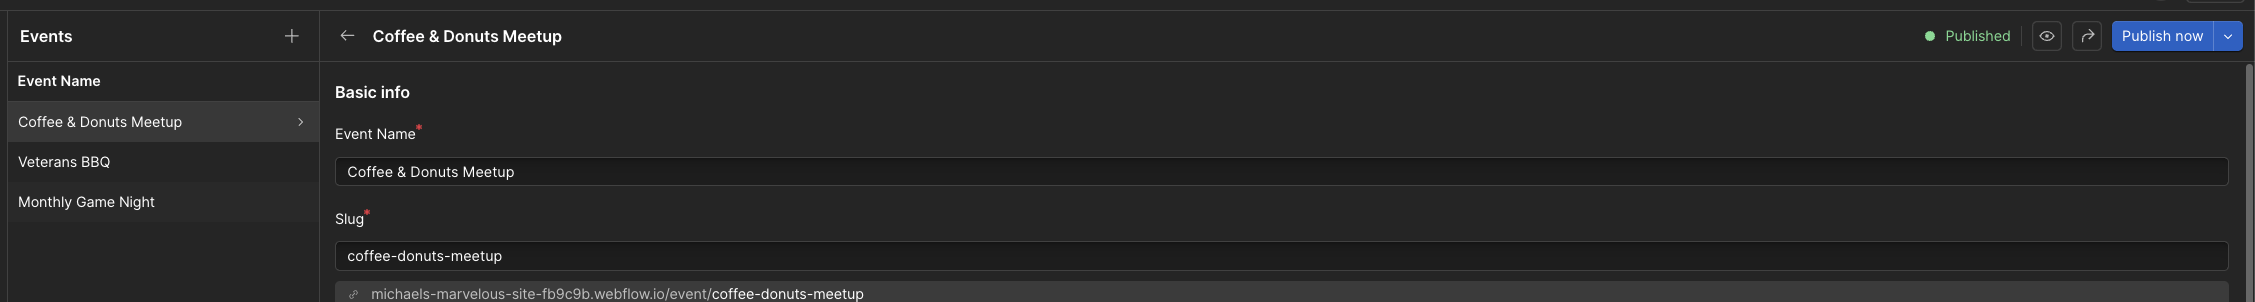 Events
Coffee & Donuts Meetup
Published
Publish now
Event Name
Coffee & Donuts Meetup
Veterans BBQ
Monthly Game Night
Basic info
Event Name*
Coffee & Donuts Meetup
Slug*
coffee-donuts-meetup
michaels-marvelous-site-fb9c9b.webflow.io/event/coffee-donuts-meetup